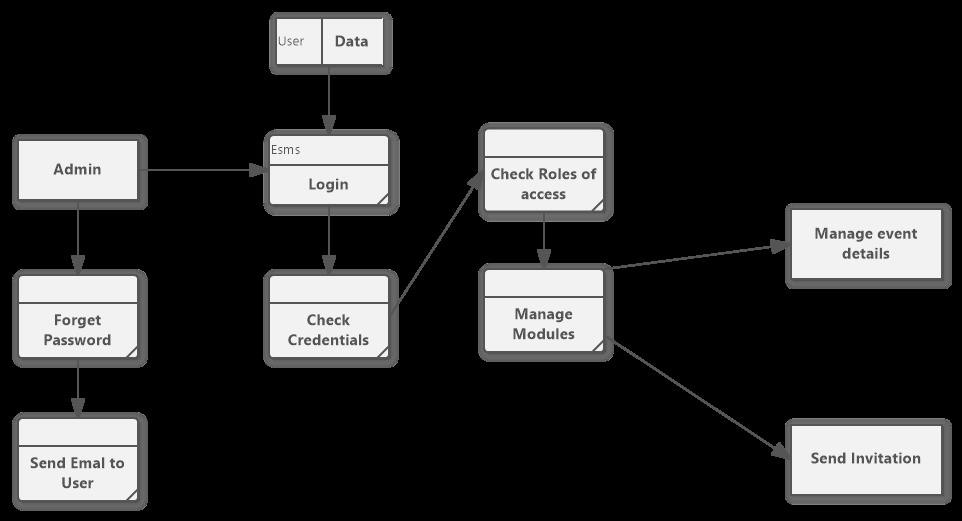 User
Data
Admin
Esms
Login
Check Roles of
access
Manage event
details
Forget
Password
Check
Credentials
Manage
Modules
Send Emal to
User
Send Invitation